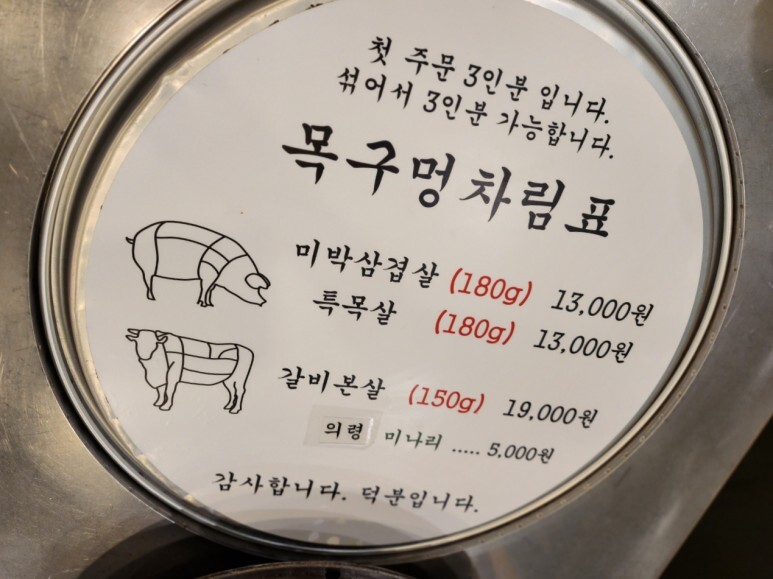 첫 주문 3인분 입니다.
섞어서 3인분 가능합니다.
목구멍차림표
미박삼겹살 (180g) 13,000원
특목살 (180g) 13,000원
갈비본살 (150g) 19,000원
의령 미나리 ..... 5,000원
감사합니다. 덕분입니다.